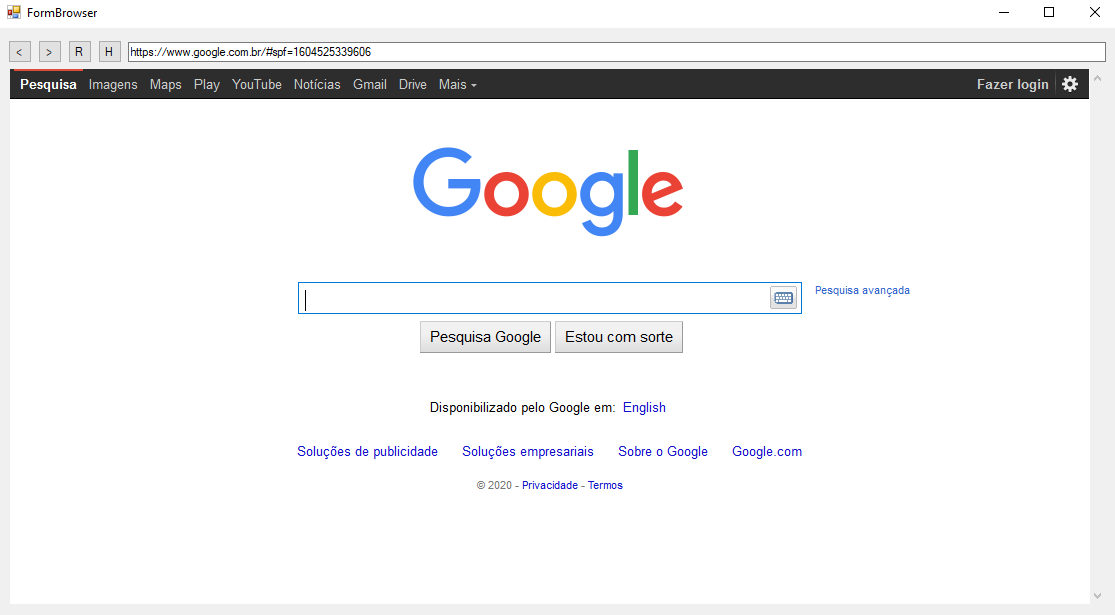 FormBrowser
< > R H https://www.google.com.br/#spf=1604525339606
Pesquisa Imagens Maps Play YouTube Notícias Gmail Drive Mais Fazer login
Google
Pesquisa avançada
Pesquisa Google Estou com sorte
Disponibilizado pelo Google em: English
Soluções de publicidade Soluções empresariais Sobre o Google Google.com
© 2020 - Privacidade - Termos